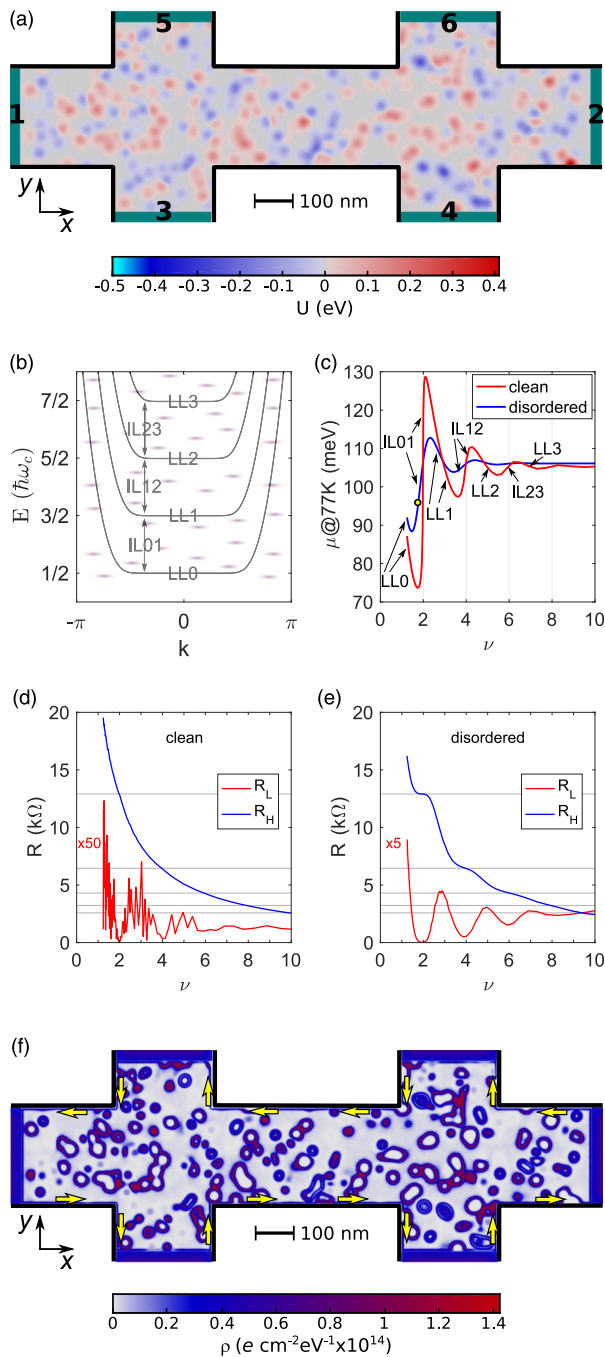 (a)
5 6
1 2
y
x
3 100 nm 4
-0.5 -0.4 -0.3 -0.2 -0.1 0 0.1 0.2 0.3 0.4
U (eV)
(b)
E (ħω_c)
7/2
5/2
3/2
1/2
LL3
IL23
LL2
IL12
LL1
IL01
LL0
-π 0 π
k
(c)
μ@77K (meV)
130
120
110
100
90
80
70
clean
disordered
IL01
IL12
LL3
LL1
LL2 IL23
LL0
2 4 6 8 10
ν
(d)
R (kΩ)
20
15
10
5
0
clean
R_L
R_H
x50
0 2 4 6 8 10
ν
(e)
R (kΩ)
20
15
10
5
0
disordered
R_L
R_H
x5
0 2 4 6 8 10
ν
(f)
y
x
100 nm
0 0.2 0.4 0.6 0.8 1 1.2 1.4
ρ (e cm⁻²eV⁻¹x10¹⁴)